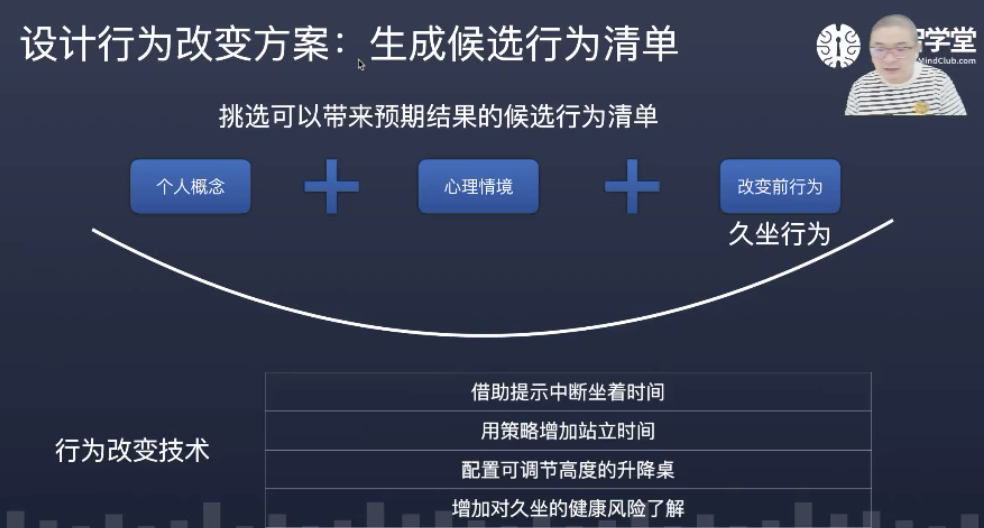 设计行为改变方案：生成候选行为清单
学堂
MindClub.com
挑选可以带来预期结果的候选行为清单
个人概念
心理情境
改变前行为
久坐行为
行为改变技术
借助提示中断坐着时间
用策略增加站立时间
配置可调节高度的升降桌
增加对久坐的健康风险了解